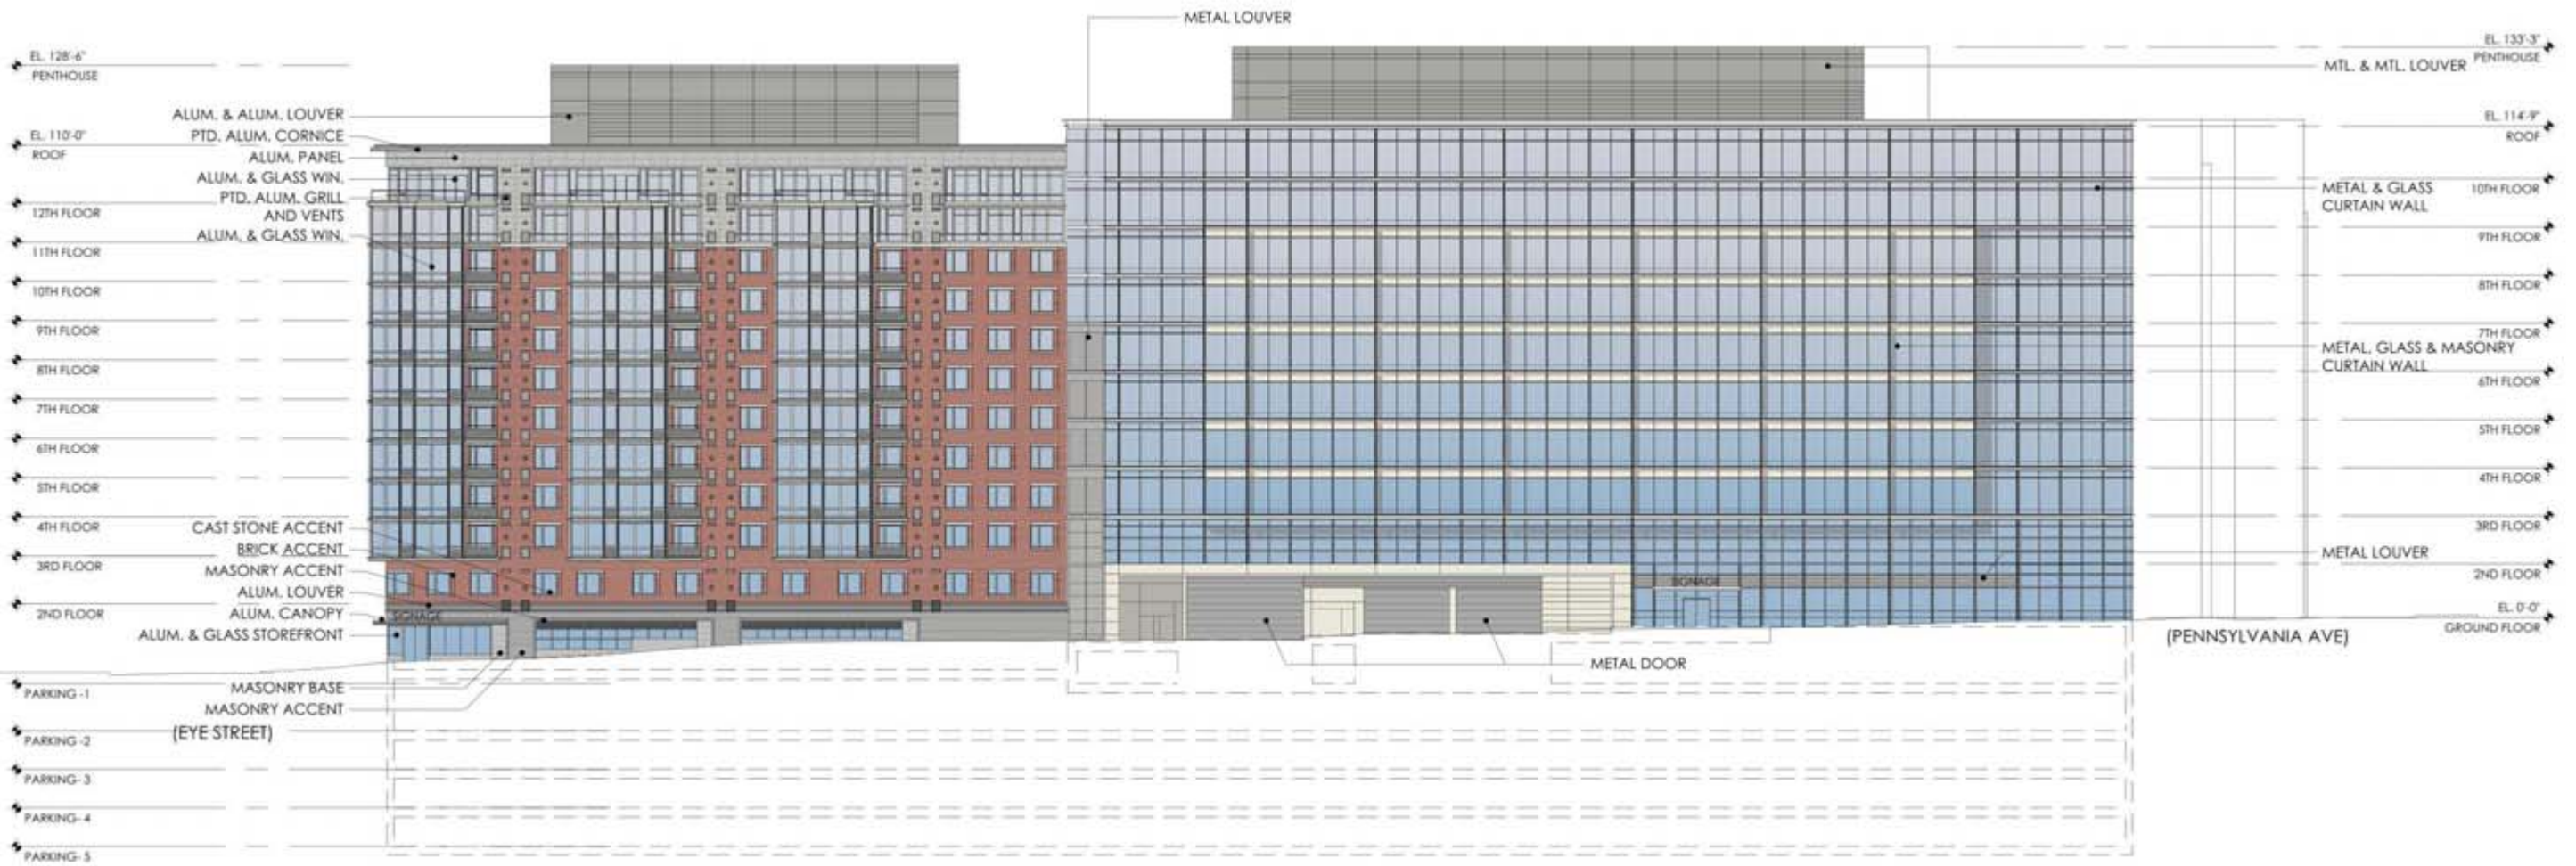 METAL LOUVER
EL. 128'-6"
PENTHOUSE
ALUM. & ALUM. LOUVER
PTD. ALUM. CORNICE
EL. 110'-0"
ROOF
ALUM. PANEL
ALUM. & GLASS WIN.
PTD. ALUM. GRILL
AND VENTS
12TH FLOOR
ALUM. & GLASS WIN.
11TH FLOOR
10TH FLOOR
9TH FLOOR
8TH FLOOR
7TH FLOOR
6TH FLOOR
5TH FLOOR
4TH FLOOR
CAST STONE ACCENT
BRICK ACCENT
3RD FLOOR
MASONRY ACCENT
ALUM. LOUVER
2ND FLOOR
ALUM. CANOPY
SIGNAGE
ALUM. & GLASS STOREFRONT
PARKING -1
MASONRY BASE
MASONRY ACCENT
(EYE STREET)
PARKING -2
PARKING- 3
PARKING- 4
PARKING- 5
SIGNAGE
METAL DOOR
EL. 133'-3"
PENTHOUSE
MTL. & MTL. LOUVER
EL. 114'-9"
ROOF
METAL & GLASS
CURTAIN WALL
10TH FLOOR
9TH FLOOR
8TH FLOOR
7TH FLOOR
METAL, GLASS & MASONRY
CURTAIN WALL
6TH FLOOR
5TH FLOOR
4TH FLOOR
3RD FLOOR
METAL LOUVER
2ND FLOOR
EL. 0'-0"
GROUND FLOOR
(PENNSYLVANIA AVE)